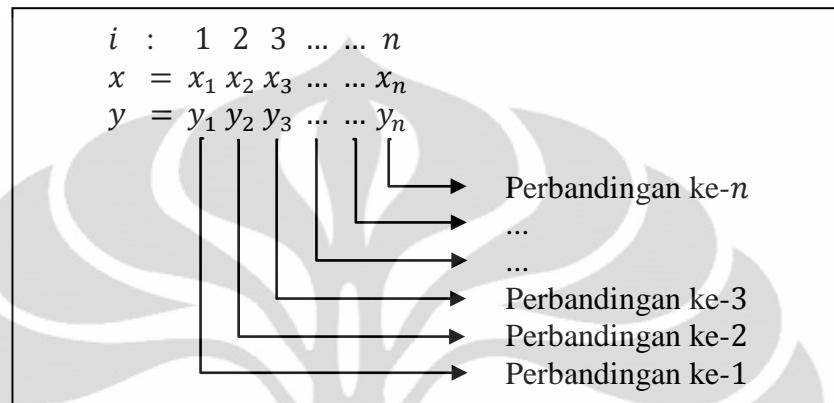 i : 1 2 3 ... ... n
x = x₁ x₂ x₃ ... ... xₙ
y = y₁ y₂ y₃ ... ... yₙ
Perbandingan ke-n
...
...
Perbandingan ke-3
Perbandingan ke-2
Perbandingan ke-1